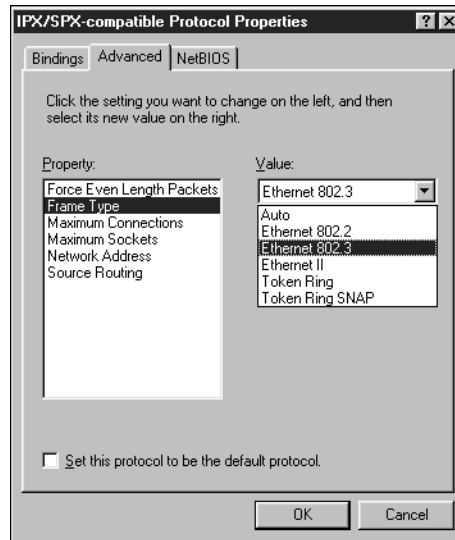 IPX/SPX-compatible Protocol Properties
Bindings Advanced NetBIOS
Click the setting you want to change on the left, and then
select its new value on the right.
Property:
Force Even Length Packets
Frame Type
Maximum Connections
Maximum Sockets
Network Address
Source Routing
Value:
Ethernet 802.3
Auto
Ethernet 802.2
Ethernet 802.3
Ethernet II
Token Ring
Token Ring SNAP
Set this protocol to be the default protocol.
OK Cancel